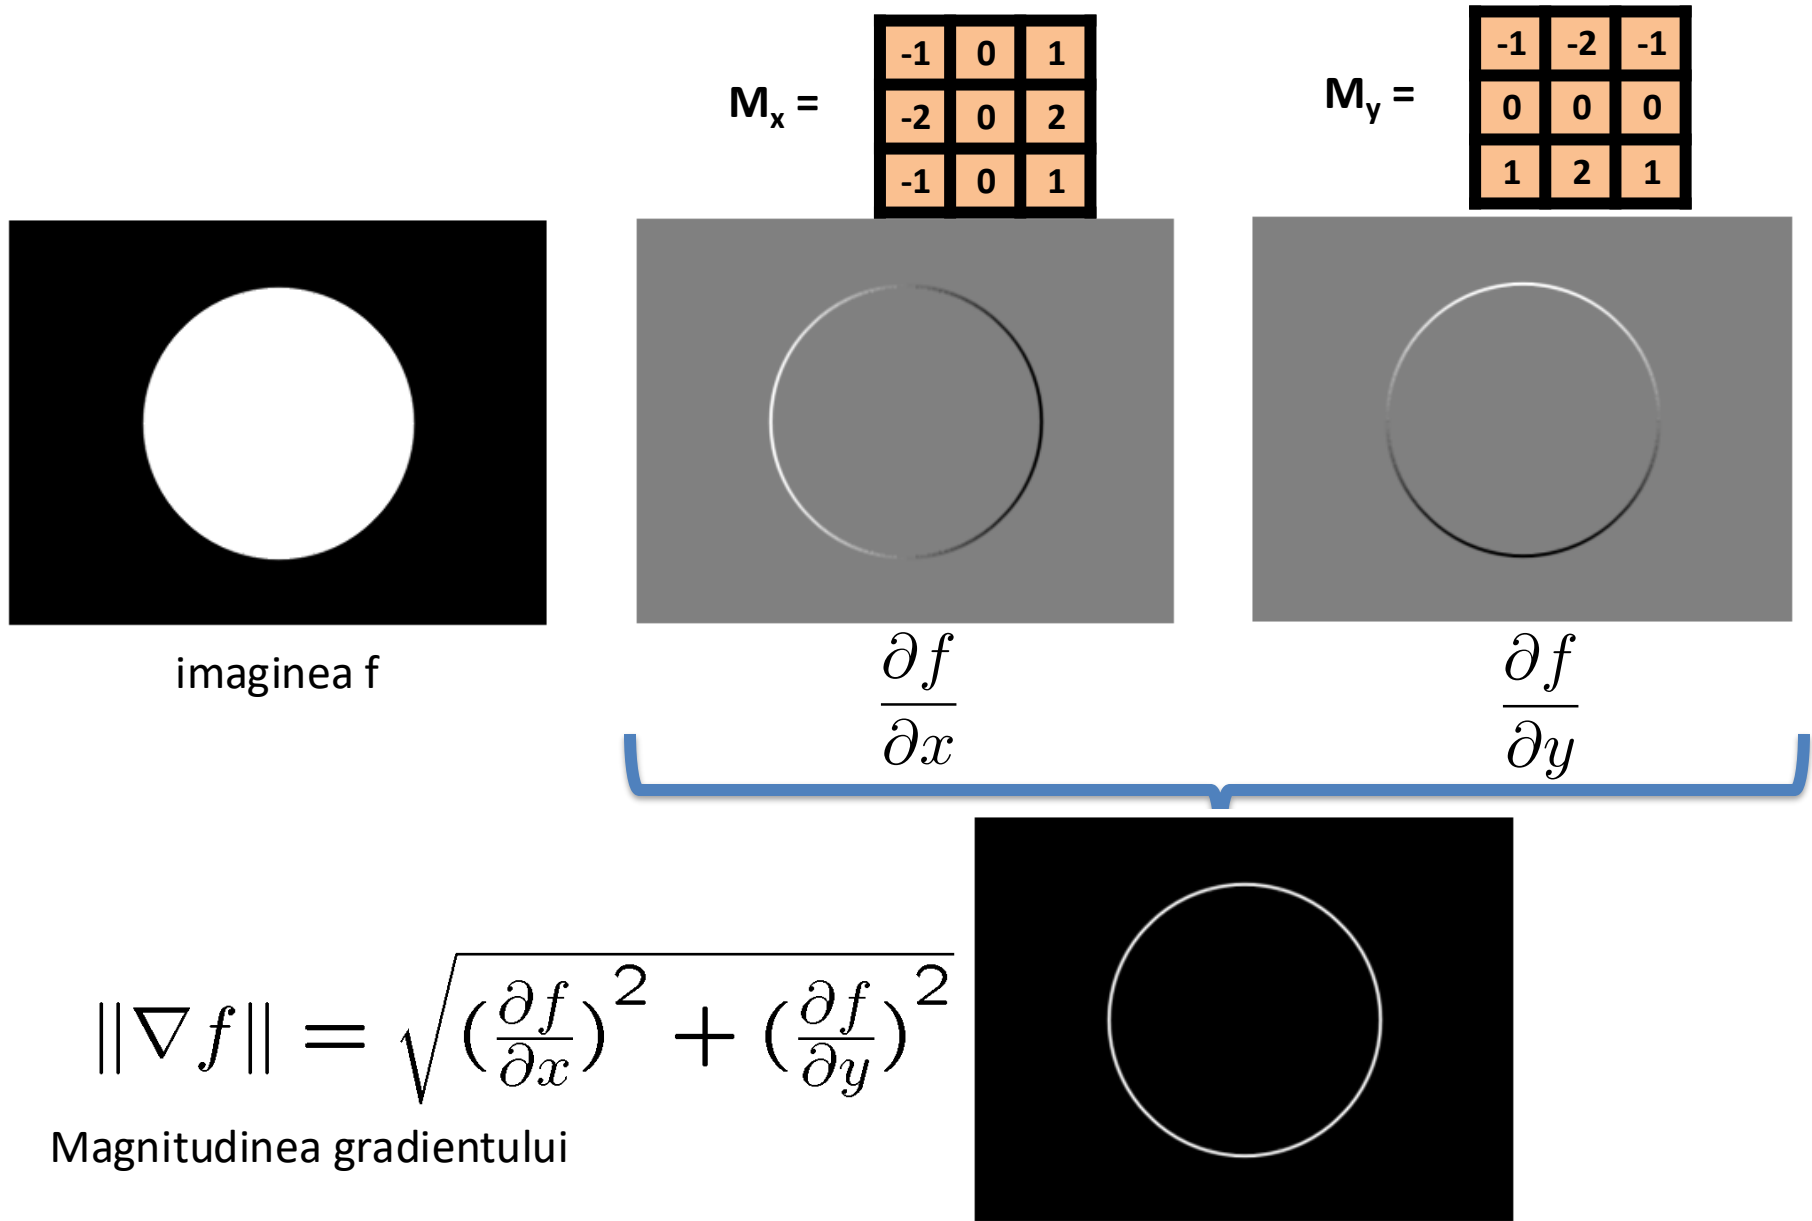 Mx =
-1 0 1
-2 0 2
-1 0 1
My =
-1 -2 -1
0 0 0
1 2 1
imaginea f
∂f/∂x
∂f/∂y
||∇f|| = √((∂f/∂x)² + (∂f/∂y)²)
Magnitudinea gradientului